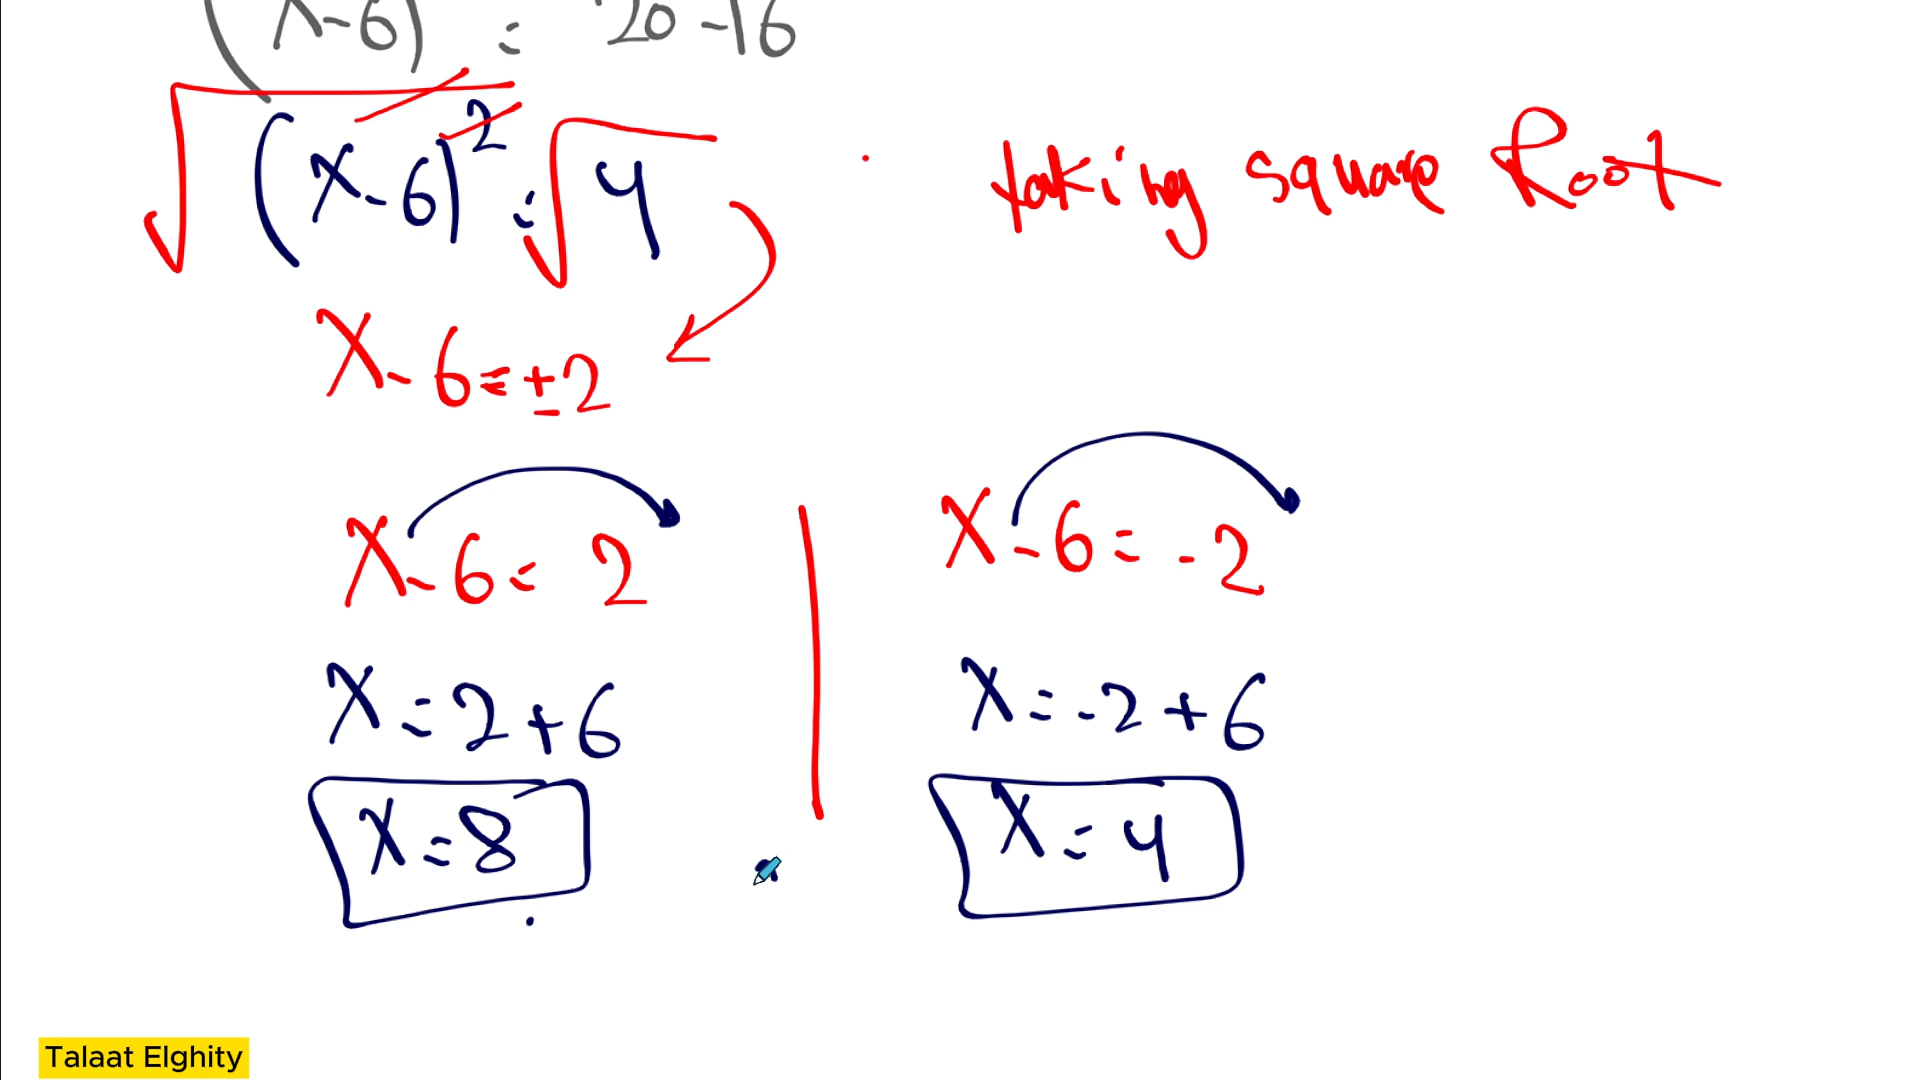 (x-6) = 20-16
√(x-6)² = √4 taking square Root
x-6 = ±2
x-6 = 2
x = 2+6
x = 8
x-6 = -2
x = -2+6
x = 4
Talaat Elghity